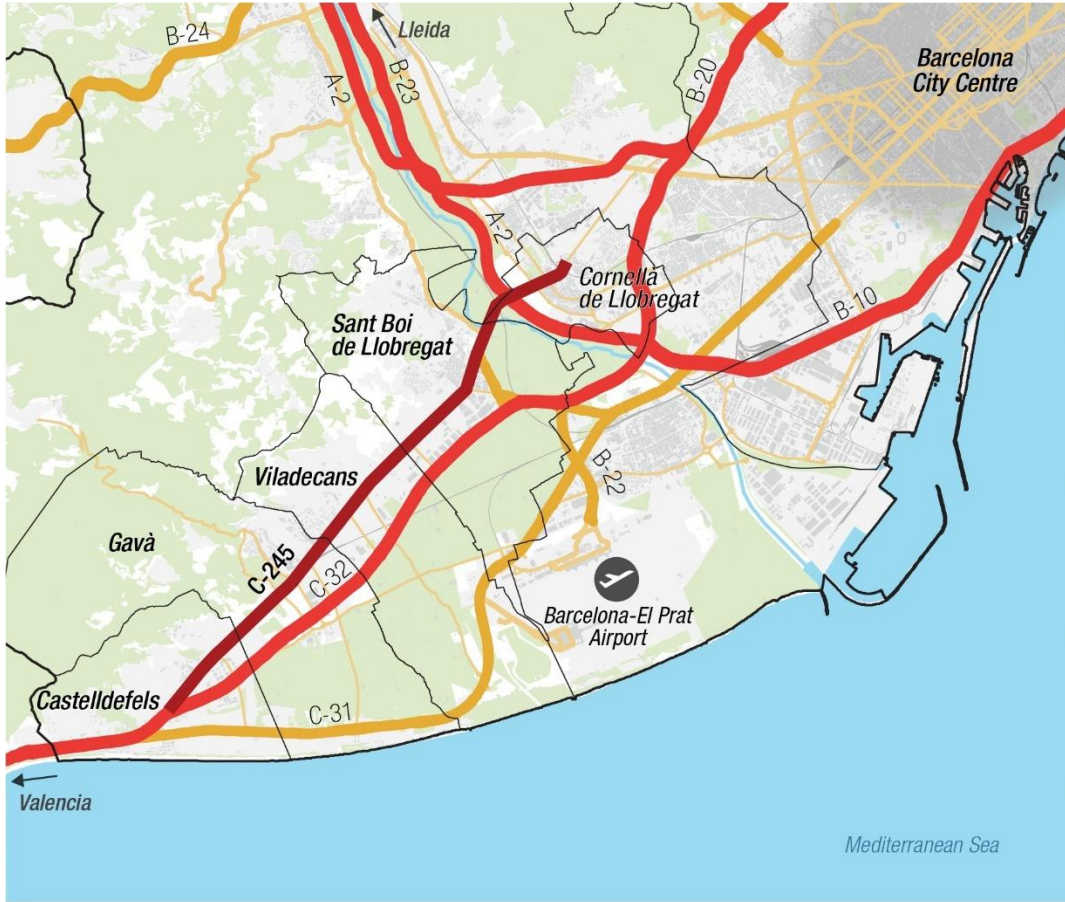 B-24
Lleida
A-2
B-23
B-20
Barcelona
City Centre
A-2
Cornellà
de Llobregat
B-10
Sant Boi
de Llobregat
Viladecans
B-22
Gavà
C-245
C-32
Barcelona-El Prat
Airport
Castelldefels
C-31
Valencia
Mediterranean Sea